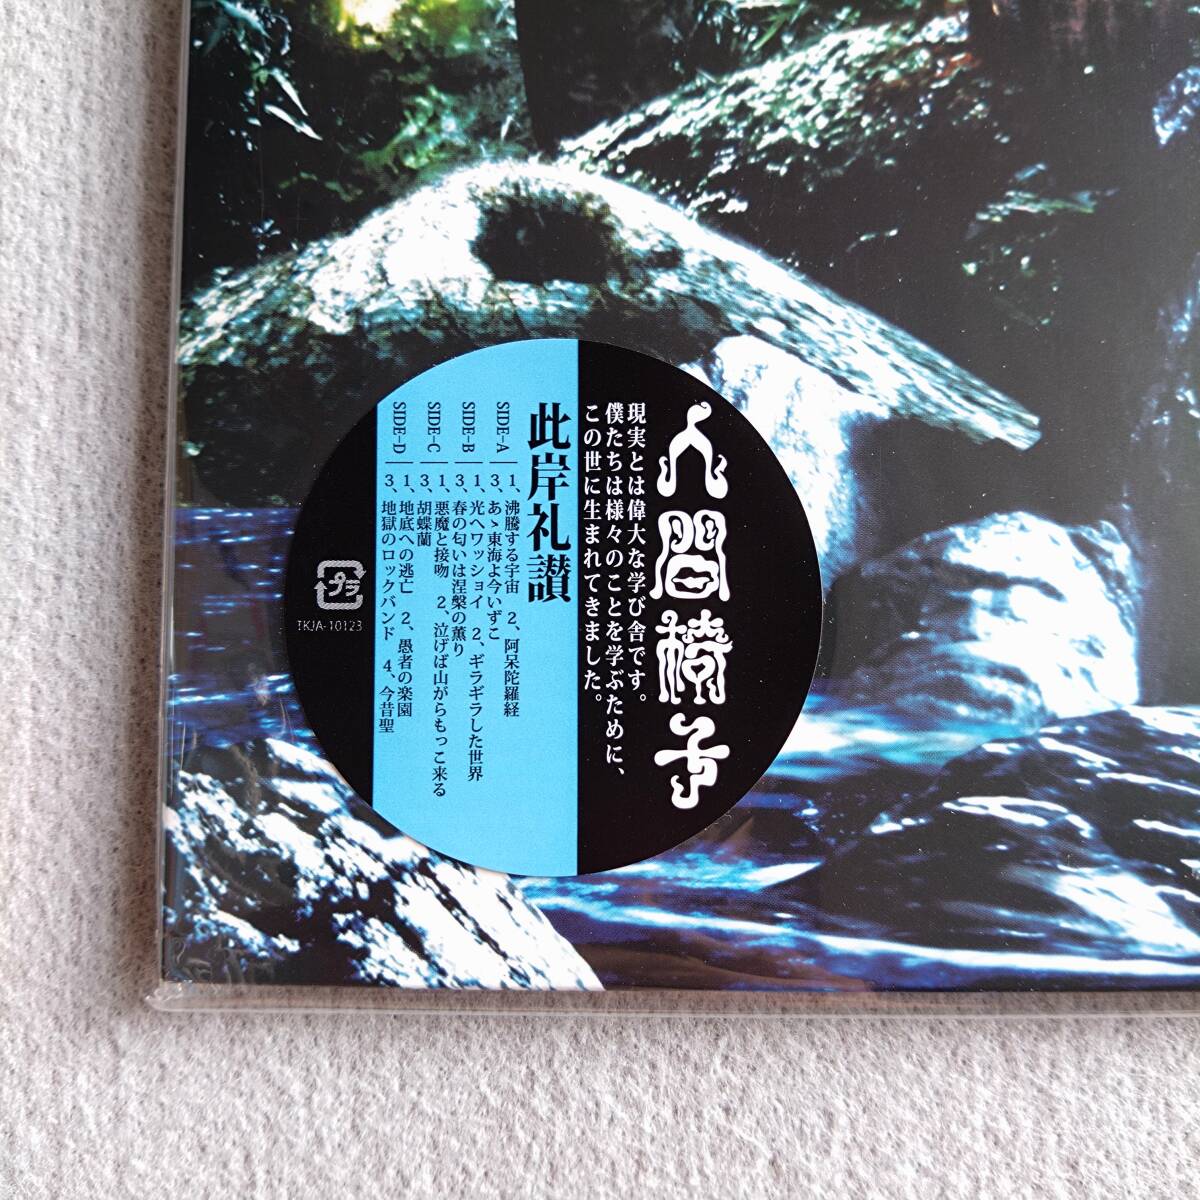 人間椅子
現実とは偉大な学び舎です。
僕たちは様々のことを学ぶために、
この世に生まれてきました。
此岸礼讃
SIDE-A 1、沸騰する宇宙 2、阿呆陀羅経
3、あゝ東海よ今いずこ
SIDE-B 1、光へワッショイ 2、ギラギラした世界
3、春の匂いは涅槃の薫り
SIDE-C 1、悪魔と接吻 2、泣げば山がらもっこ来る
3、胡蝶蘭
SIDE-D 1、地底への逃亡 2、愚者の楽園
3、地獄のロックバンド 4、今昔聖
プラ
TKJA-10123